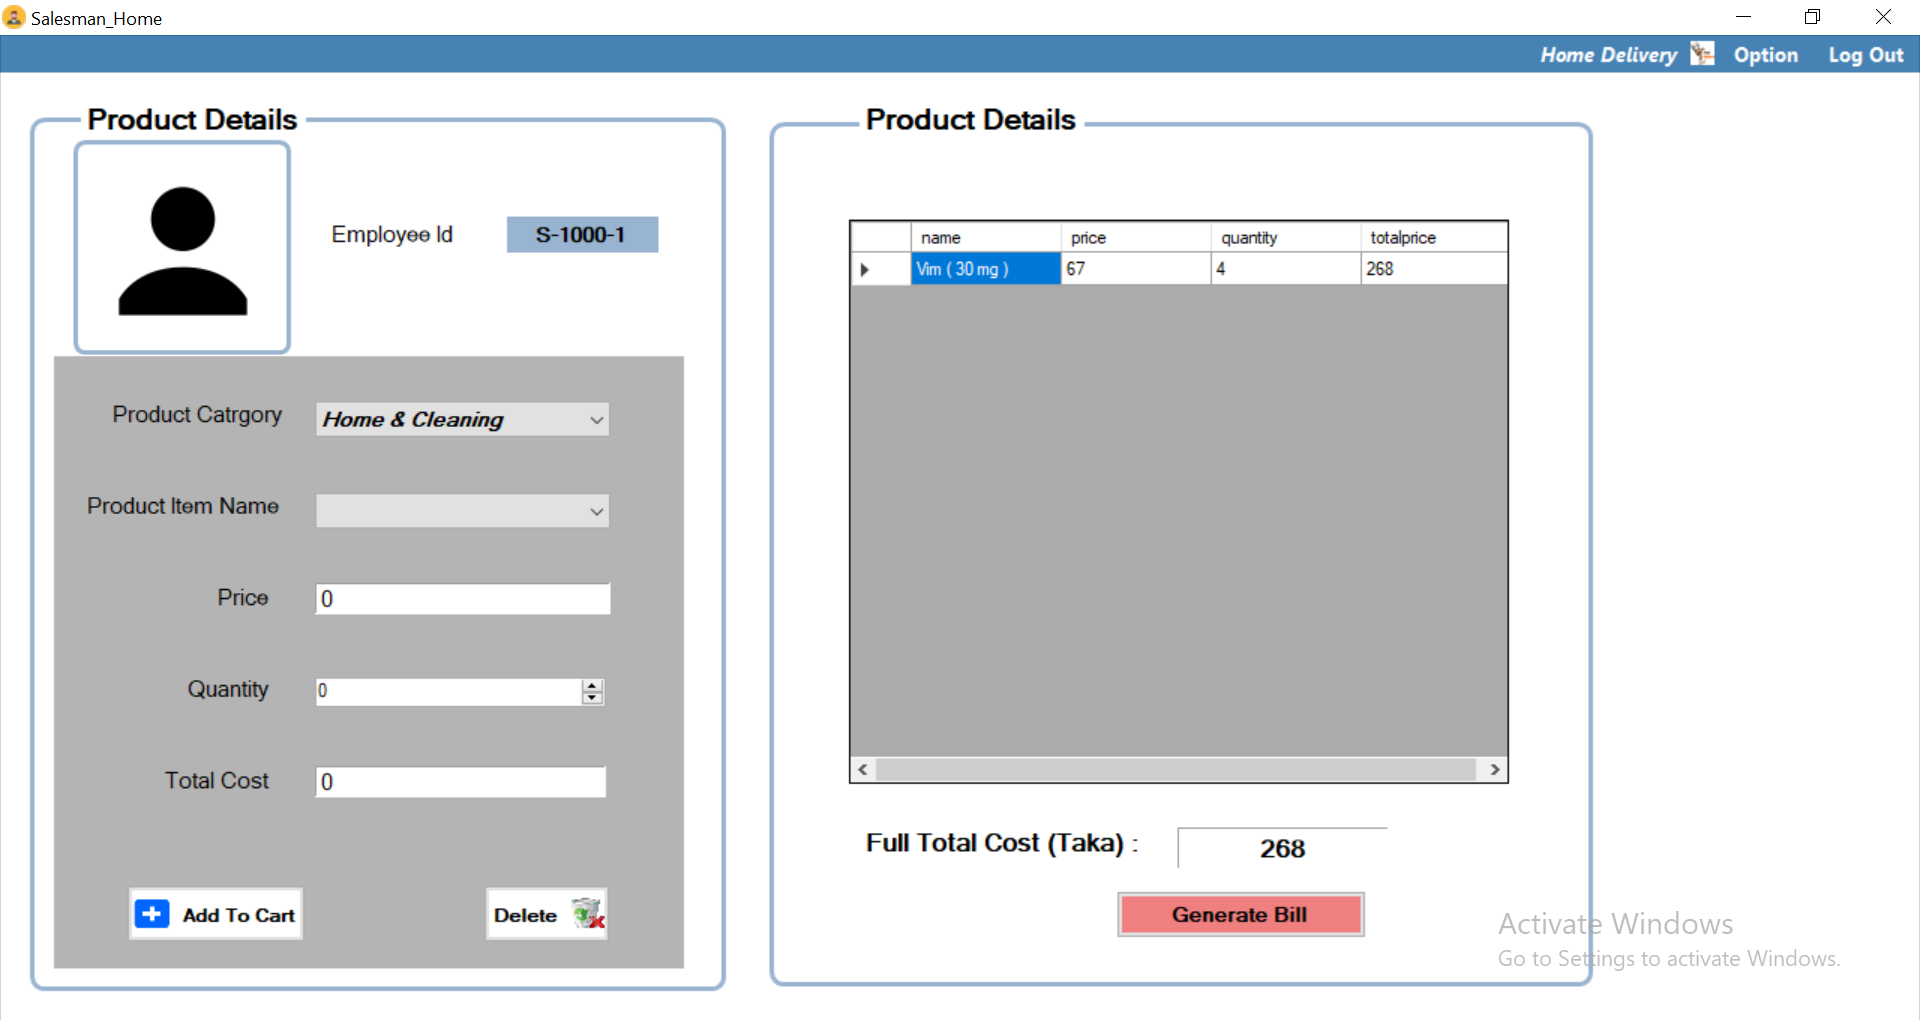 Salesman_Home
Home Delivery Option Log Out
Product Details
Employee Id S-1000-1
Product Catrgory Home & Cleaning
Product Item Name
Price 0
Quantity 0
Total Cost 0
Add To Cart Delete
Product Details
name price quantity totalprice
Vim ( 30 mg ) 67 4 268
Full Total Cost (Taka) : 268
Generate Bill
Activate Windows
Go to Settings to activate Windows.